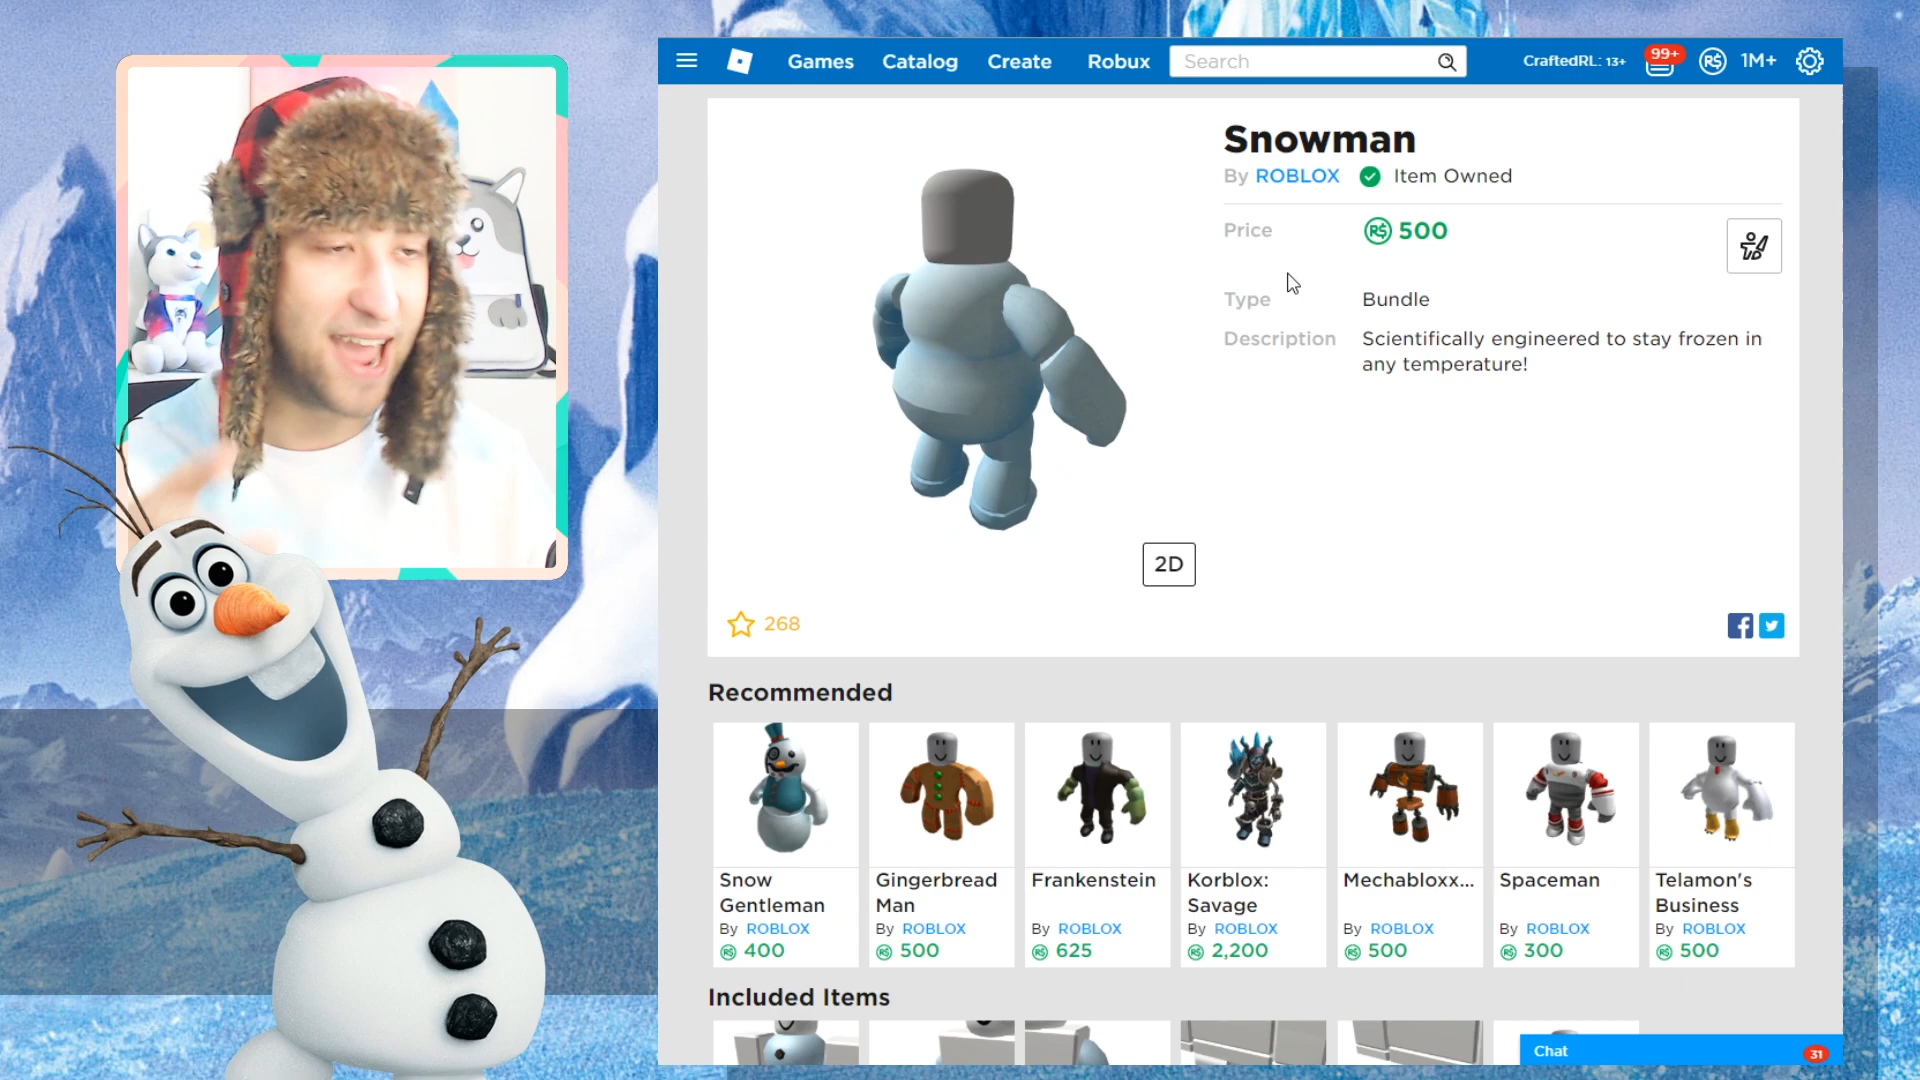 Games Catalog Create Robux Search CraftedRL: 13+ 99+ 1M+
Snowman
By ROBLOX Item Owned
Price R$ 500
Type Bundle
Description Scientifically engineered to stay frozen in
any temperature!
2D
268
Recommended
Snow
Gentleman
By ROBLOX
R$ 400
Gingerbread
Man
By ROBLOX
R$ 500
Frankenstein
By ROBLOX
R$ 625
Korblox:
Savage
By ROBLOX
R$ 2,200
Mechabloxx...
By ROBLOX
R$ 500
Spaceman
By ROBLOX
R$ 300
Telamon's
Business
By ROBLOX
R$ 500
Included Items
Chat 31